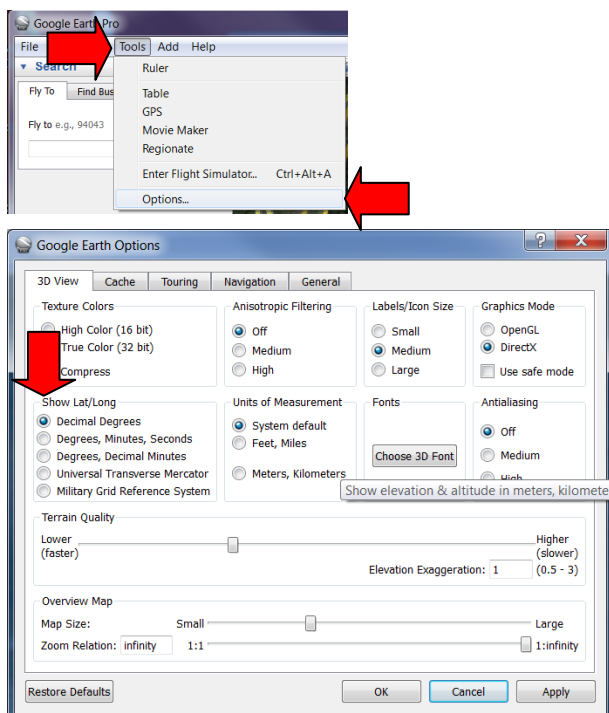 Google Earth Pro
File Tools Add Help
Search
Fly To Find Bus
Fly to e.g., 94043
Ruler
Table
GPS
Movie Maker
Regionate
Enter Flight Simulator... Ctrl+Alt+A
Options...
Google Earth Options
3D View Cache Touring Navigation General
Texture Colors
High Color (16 bit)
True Color (32 bit)
Compress
Anisotropic Filtering
Off
Medium
High
Labels/Icon Size
Small
Medium
Large
Graphics Mode
OpenGL
DirectX
Use safe mode
Show Lat/Long
Decimal Degrees
Degrees, Minutes, Seconds
Degrees, Decimal Minutes
Universal Transverse Mercator
Military Grid Reference System
Units of Measurement
System default
Feet, Miles
Meters, Kilometers
Fonts
Choose 3D Font
Antialiasing
Off
Medium
High
Show elevation & altitude in meters, kilomete
Terrain Quality
Lower
(faster)
Higher
(slower)
Elevation Exaggeration: 1 (0.5 - 3)
Overview Map
Map Size: Small Large
Zoom Relation: infinity 1:1 1:infinity
Restore Defaults OK Cancel Apply